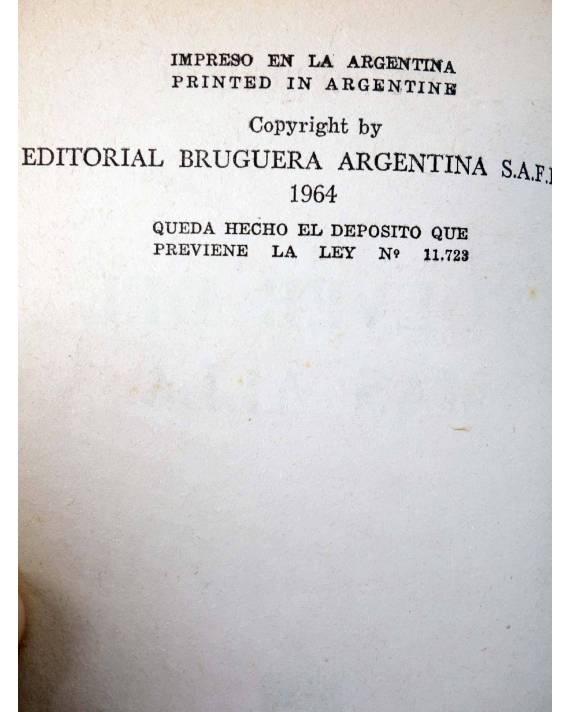 IMPRESO EN LA ARGENTINA
PRINTED IN ARGENTINE
Copyright by
EDITORIAL BRUGUERA ARGENTINA S.A.F.
1964
QUEDA HECHO EL DEPOSITO QUE
PREVIENE LA LEY Nº 11.723